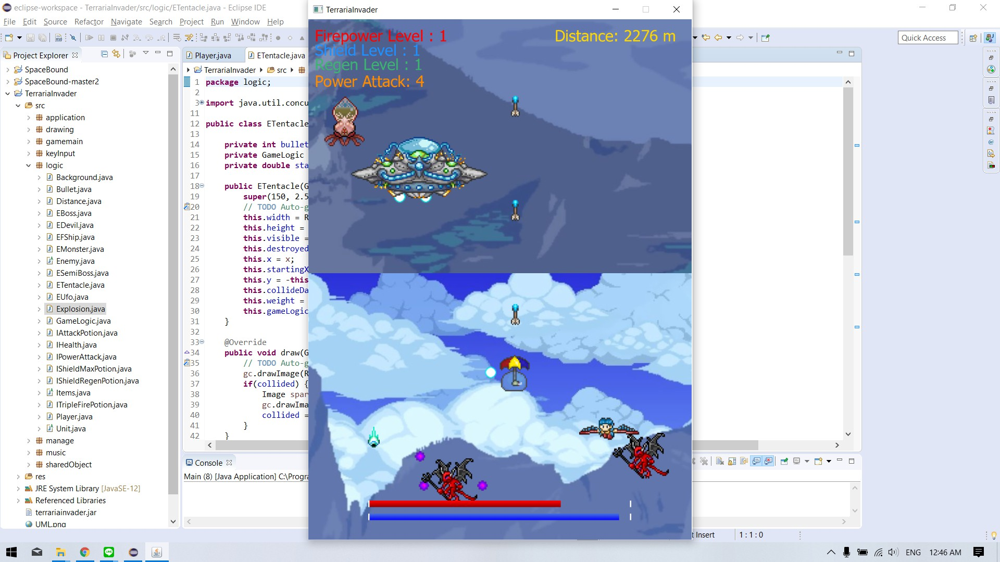 eclipse-workspace - TerrariaInvader/src/logic/ETentacle.java - Eclipse IDE
File Edit Source Refactor Navigate Search Project Run Window Help
TerrariaInvader
Quick Access
Project Explorer
SpaceBound
SpaceBound-master2
TerrariaInvader
src
application
drawing
gamemain
keyInput
logic
Background.java
Bullet.java
Distance.java
EBoss.java
EDevil.java
EFShip.java
EMonster.java
Enemy.java
ESemiBoss.java
ETentacle.java
EUfo.java
Explosion.java
GameLogic.java
IAttackPotion.java
IHealth.java
IPowerAttack.java
IShieldMaxPotion.java
IShieldRegenPotion.java
Items.java
ITripleFirePotion.java
Player.java
Unit.java
manage
music
sharedObject
res
JRE System Library [JavaSE-12]
Referenced Libraries
terrariainvader.jar
UML.png
Player.java ETentacle.java
TerrariaInvader src
1 package logic;
2
3 import java.util.concu
11
12 public class ETentacle
13
14 private int bullet
15 private GameLogic
16 private double sta
17
18 public ETentacle(G
19 super(150, 2.5
20 // TODO Auto-g
21 this.width = R
22 this.height =
23 this.visible =
24 this.destroyed
25 this.x = x;
26 this.startingX
27 this.y = -this
28 this.collideDa
29 this.weight =
30 this.gameLogic
31 }
32
33 @Override
34 public void draw(G
35 // TODO Auto-g
36 gc.drawImage(R
37 if(collided) {
38 Image spar
39 gc.drawIma
40 collided =
41 }
42 }
Console
Main (8) [Java Application] C:\Progra
Firepower Level : 1
Shield Level : 1
Regen Level : 1
Power Attack: 4
Distance: 2276 m
t Insert 1 : 1 : 0
ENG 12:46 AM